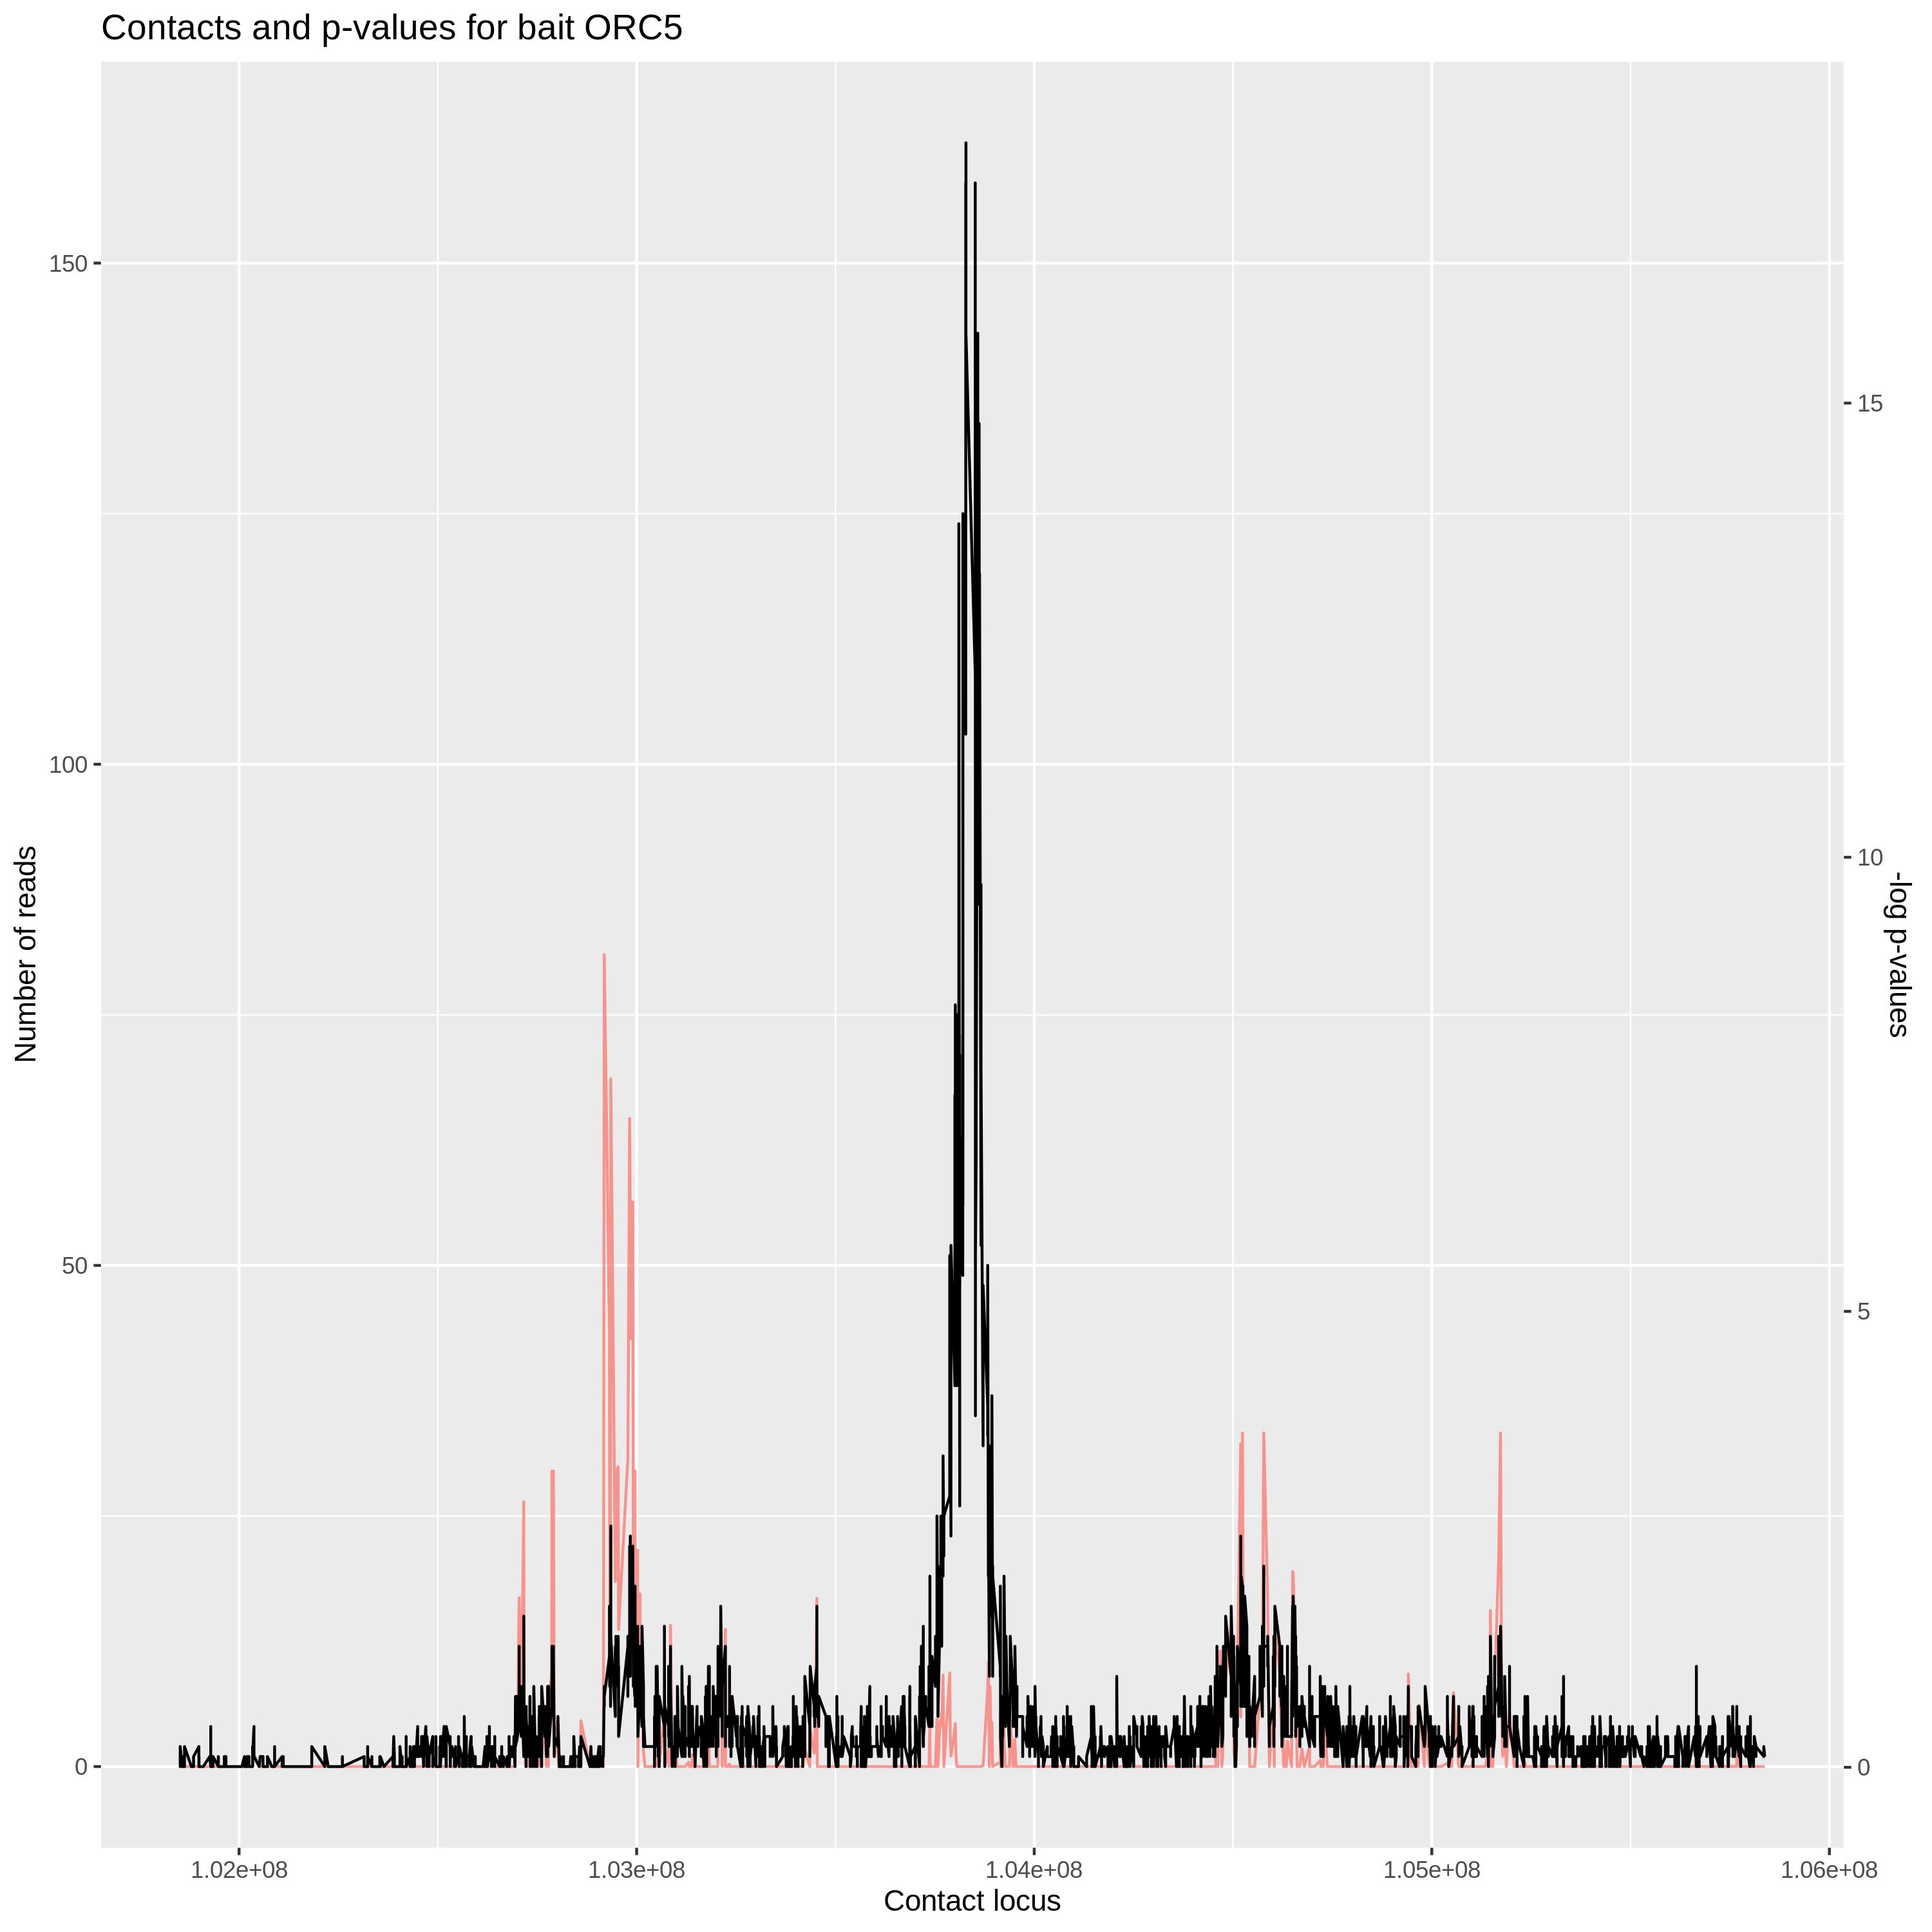 Contacts and p-values for bait ORC5
150
100
50
0
Number of reads
15
10
5
0
-log p-values
1.02e+08
1.03e+08
1.04e+08
1.05e+08
1.06e+08
Contact locus